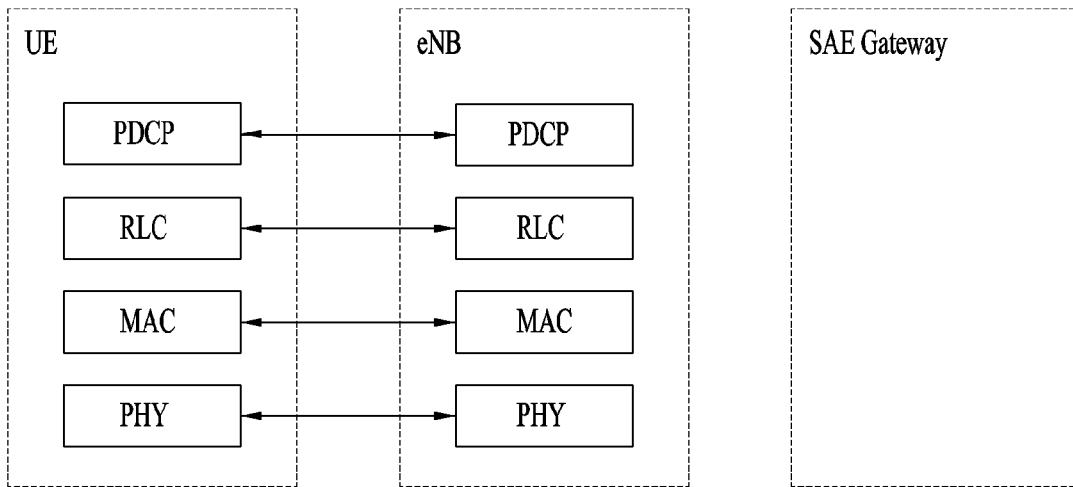 UE
eNB
SAE Gateway
PDCP
PDCP
RLC
RLC
MAC
MAC
PHY
PHY